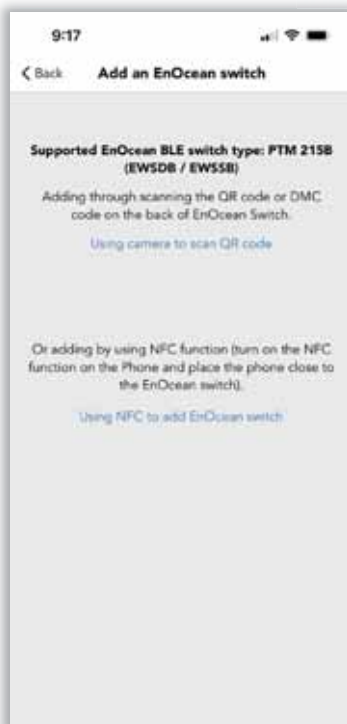 9:17
Back
Add an EnOcean switch
Supported EnOcean BLE switch type: PTM 215B
(EWSDB / EWSSB)
Adding through scanning the QR code or DMC
code on the back of EnOcean Switch.
Using camera to scan QR code
Or adding by using NFC function (turn on the NFC
function on the Phone and place the phone close to
the EnOcean switch).
Using NFC to add EnOcean switch